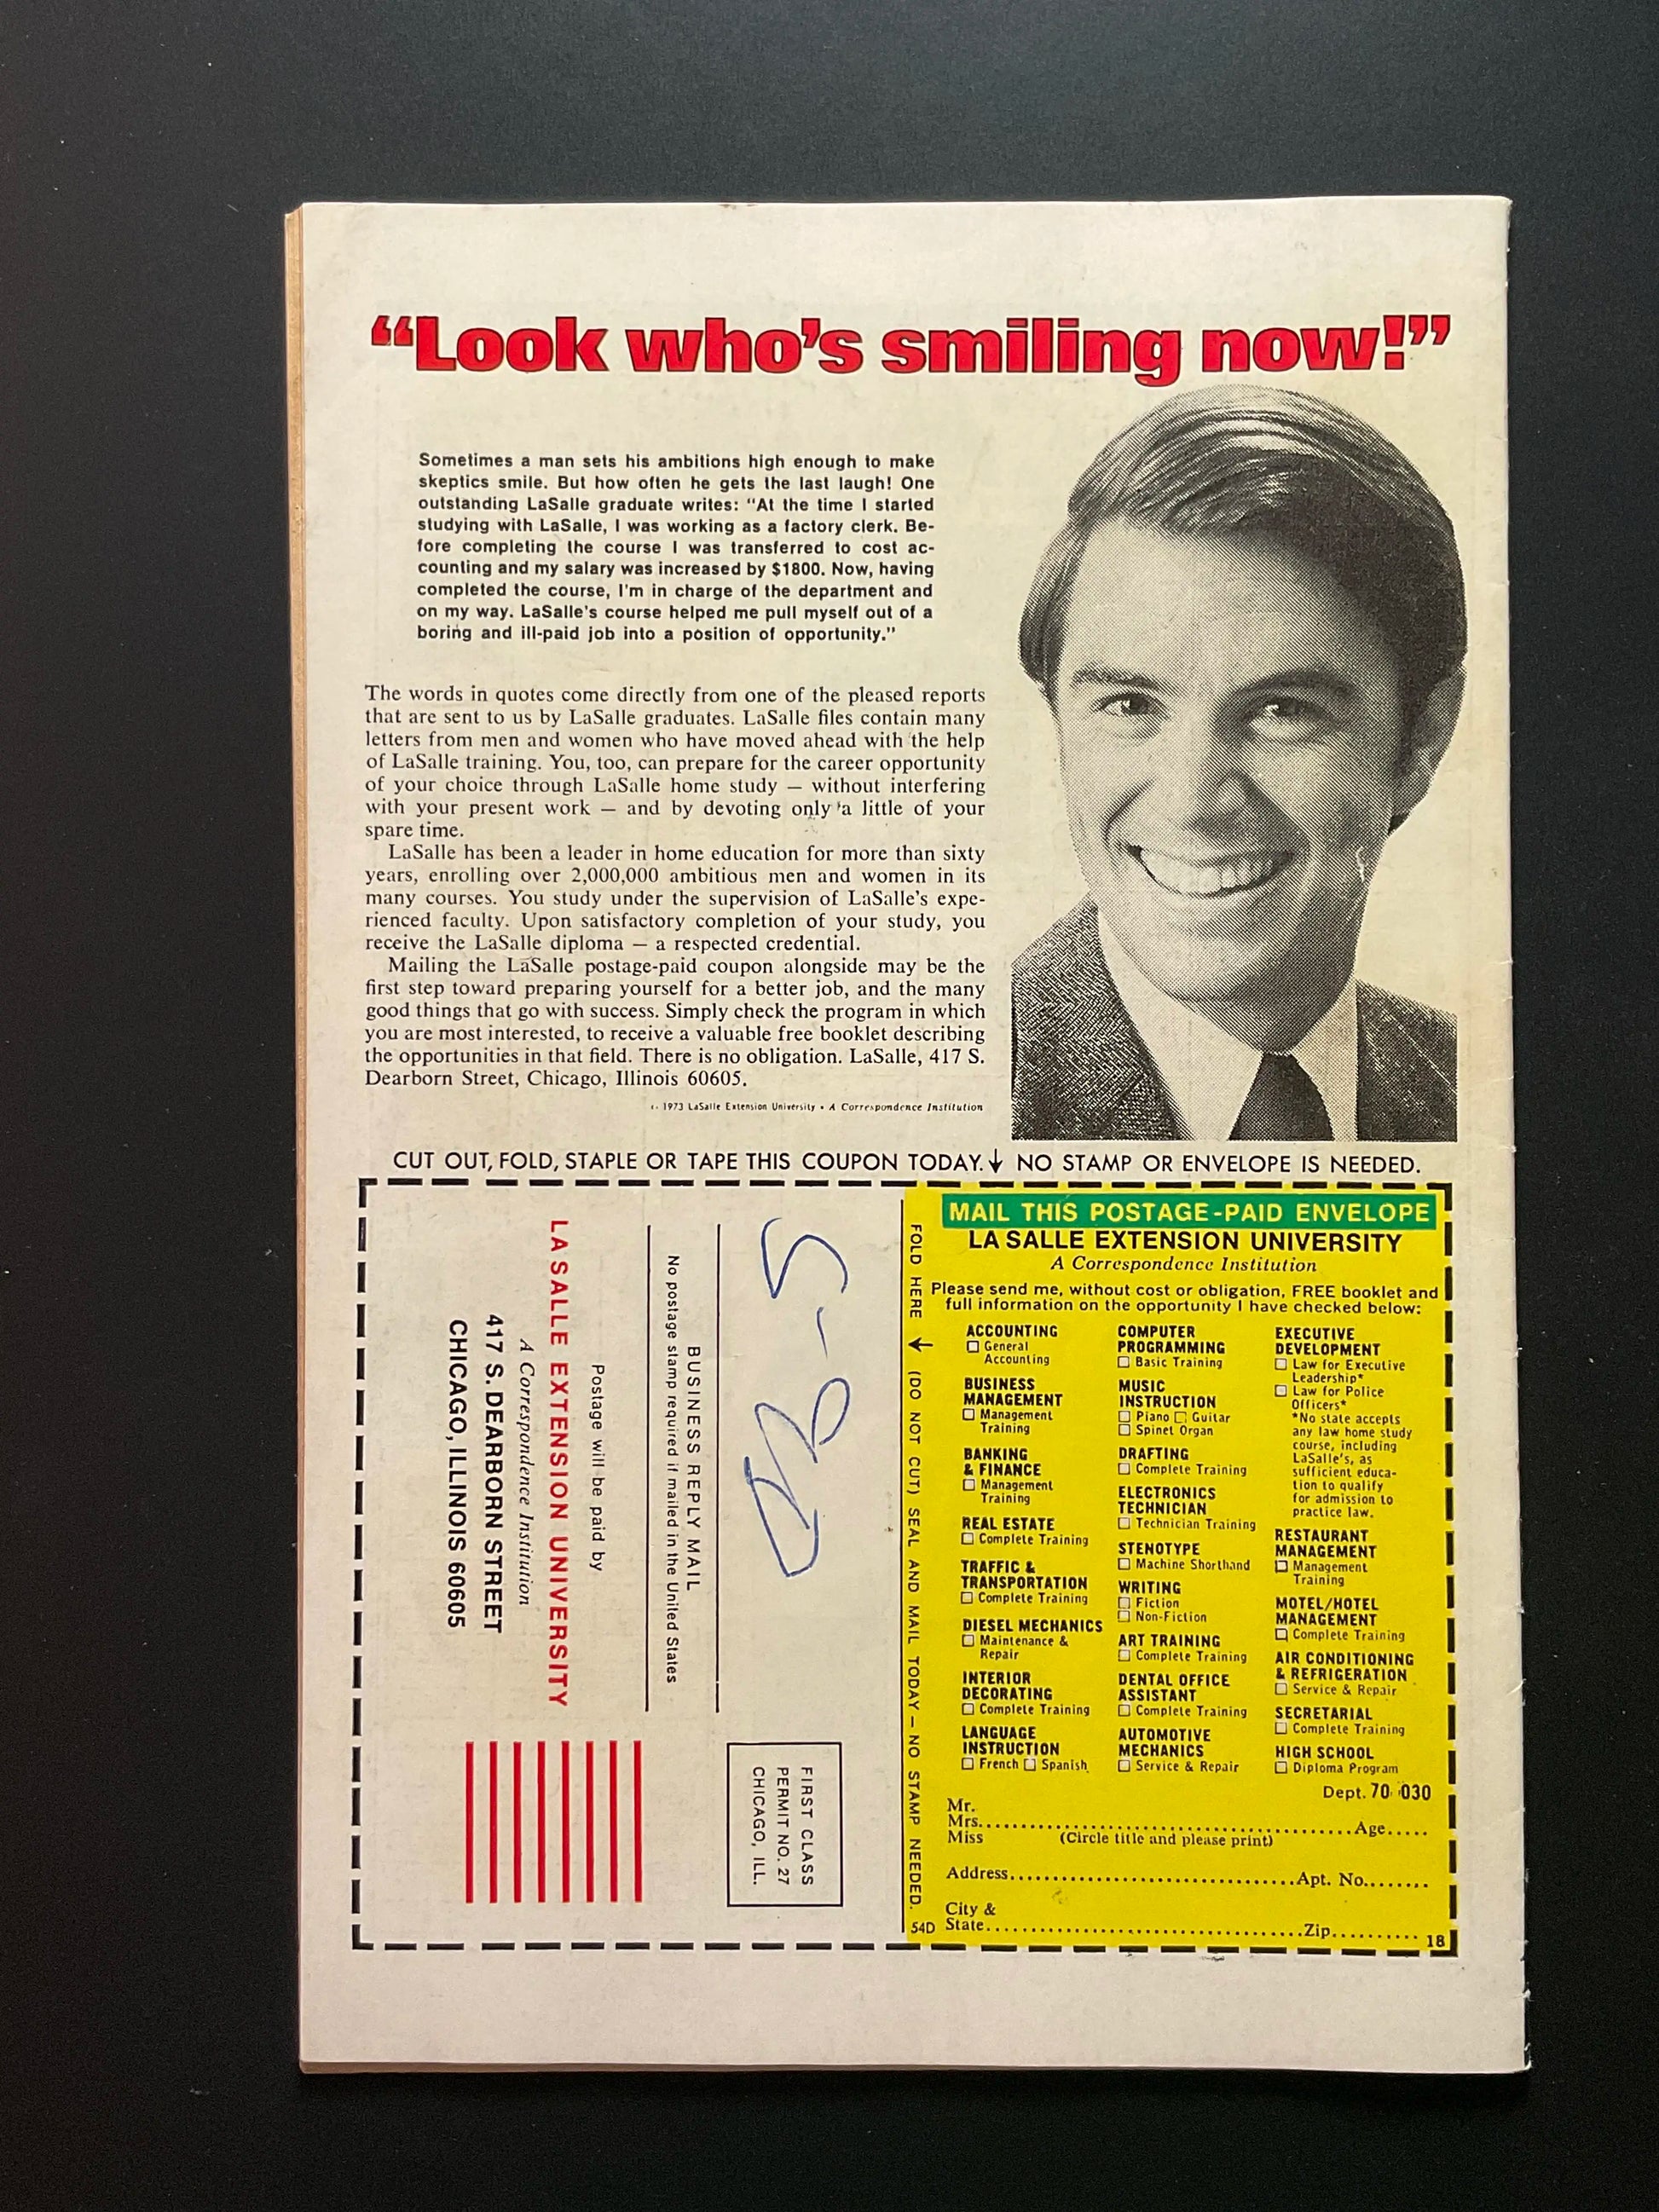 “Look who’s smiling now!”
Sometimes a man sets his ambitions high enough to make
skeptics smile. But how often he gets the last laugh! One
outstanding LaSalle graduate writes: “At the time I started
studying with LaSalle, I was working as a factory clerk. Be-
fore completing the course I was transferred to cost ac-
counting and my salary was increased by $1800. Now, having
completed the course, I'm in charge of the department and
on my way. LaSalle's course helped me pull myself out of a
boring and ill-paid job into a position of opportunity.”
The words in quotes come directly from one of the pleased reports
that are sent to us by LaSalle graduates. LaSalle files contain many
letters from men and women who have moved ahead with the help
of LaSalle training. You, too, can prepare for the career opportunity
of your choice through LaSalle home study — without interfering
with your present work — and by devoting only a little of your
spare time.
LaSalle has been a leader in home education for more than sixty
years, enrolling over 2,000,000 ambitious men and women in its
many courses. You study under the supervision of LaSalle's expe-
rienced faculty. Upon satisfactory completion of your study, you
receive the LaSalle diploma — a respected credential.
Mailing the LaSalle postage-paid coupon alongside may be the
first step toward preparing yourself for a better job, and the many
good things that go with success. Simply check the program in which
you are most interested, to receive a valuable free booklet describing
the opportunities in that field. There is no obligation. LaSalle, 417 S.
Dearborn Street, Chicago, Illinois 60605.
1973 LaSalle Extension University • A Correspondence Institution
CUT OUT, FOLD, STAPLE OR TAPE THIS COUPON TODAY. ↓ NO STAMP OR ENVELOPE IS NEEDED.
FIRST CLASS
PERMIT NO. 27
CHICAGO, ILL.
BUSINESS REPLY MAIL
No postage stamp required if mailed in the United States
Postage will be paid by
LA SALLE EXTENSION UNIVERSITY
A Correspondence Institution
417 S. DEARBORN STREET
CHICAGO, ILLINOIS 60605
FOLD HERE ↓ (DO NOT CUT) SEAL AND MAIL TODAY — NO STAMP NEEDED.
54D
MAIL THIS POSTAGE-PAID ENVELOPE
LA SALLE EXTENSION UNIVERSITY
A Correspondence Institution
Please send me, without cost or obligation, FREE booklet and
full information on the opportunity I have checked below:
ACCOUNTING
☐ General
Accounting
BUSINESS
MANAGEMENT
☐ Management
Training
BANKING
& FINANCE
☐ Management
Training
REAL ESTATE
☐ Complete Training
TRAFFIC &
TRANSPORTATION
☐ Complete Training
DIESEL MECHANICS
☐ Maintenance &
Repair
INTERIOR
DECORATING
☐ Complete Training
LANGUAGE
INSTRUCTION
☐ French ☐ Spanish
COMPUTER
PROGRAMMING
☐ Basic Training
MUSIC
INSTRUCTION
☐ Piano ☐ Guitar
☐ Spinet Organ
DRAFTING
☐ Complete Training
ELECTRONICS
TECHNICIAN
☐ Technician Training
STENOTYPE
☐ Machine Shorthand
WRITING
☐ Fiction
☐ Non-Fiction
ART TRAINING
☐ Complete Training
DENTAL OFFICE
ASSISTANT
☐ Complete Training
AUTOMOTIVE
MECHANICS
☐ Service & Repair
EXECUTIVE
DEVELOPMENT
☐ Law for Executive
Leadership*
☐ Law for Police
Officers*
*No state accepts
any law home study
course, including
LaSalle's, as
sufficient educa-
tion to qualify
for admission to
practice law.
RESTAURANT
MANAGEMENT
☐ Management
Training
MOTEL/HOTEL
MANAGEMENT
☐ Complete Training
AIR CONDITIONING
& REFRIGERATION
☐ Service & Repair
SECRETARIAL
☐ Complete Training
HIGH SCHOOL
☐ Diploma Program
Dept. 70-030
Mr.
Mrs. Age
Miss (Circle title and please print)
Address Apt. No.
City &
State Zip
18